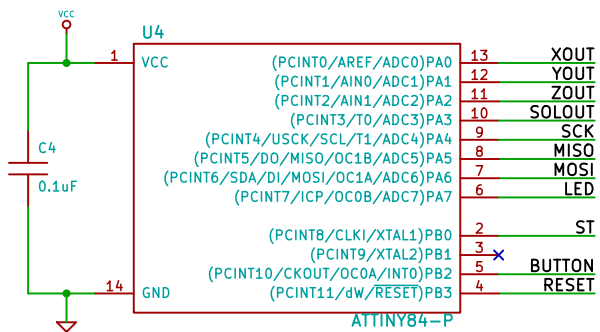 VCC
U4
1 VCC (PCINT0/AREF/ADC0)PA0 13 XOUT
(PCINT1/AIN0/ADC1)PA1 12 YOUT
(PCINT2/AIN1/ADC2)PA2 11 ZOUT
(PCINT3/T0/ADC3)PA3 10 SOLOUT
(PCINT4/USCK/SCL/T1/ADC4)PA4 9 SCK
C4 (PCINT5/DO/MISO/OC1B/ADC5)PA5 8 MISO
0.1uF (PCINT6/SDA/DI/MOSI/OC1A/ADC6)PA6 7 MOSI
(PCINT7/ICP/OC0B/ADC7)PA7 6 LED
(PCINT8/CLKI/XTAL1)PB0 2 ST
(PCINT9/XTAL2)PB1 3
(PCINT10/CKOUT/OC0A/INT0)PB2 5 BUTTON
14 GND (PCINT11/dW/RESET)PB3 4 RESET
ATTINY84-P